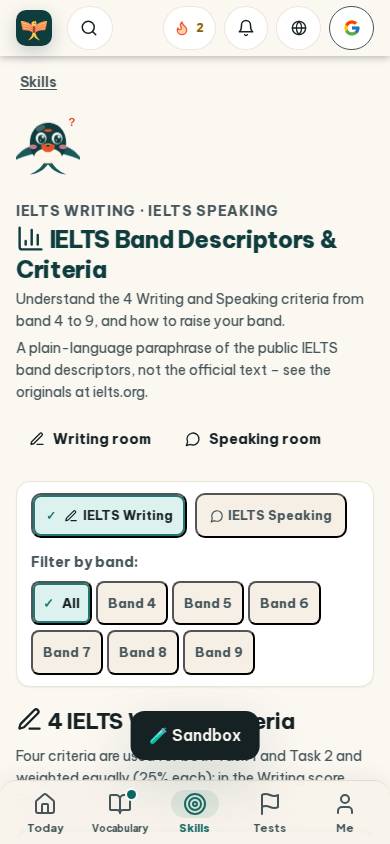 2
Skills
?
IELTS WRITING · IELTS SPEAKING
IELTS Band Descriptors &
Criteria
Understand the 4 Writing and Speaking criteria from
band 4 to 9, and how to raise your band.
A plain-language paraphrase of the public IELTS
band descriptors, not the official text – see the
originals at ielts.org.
Writing room
Speaking room
✓ IELTS Writing
IELTS Speaking
Filter by band:
✓ All
Band 4
Band 5
Band 6
Band 7
Band 8
Band 9
4 IELTS
Sandbox
Four criteria are
and Task 2 and
weighted equally (25% each); in the Writing score,
Today
Vocabulary
Skills
Tests
Me